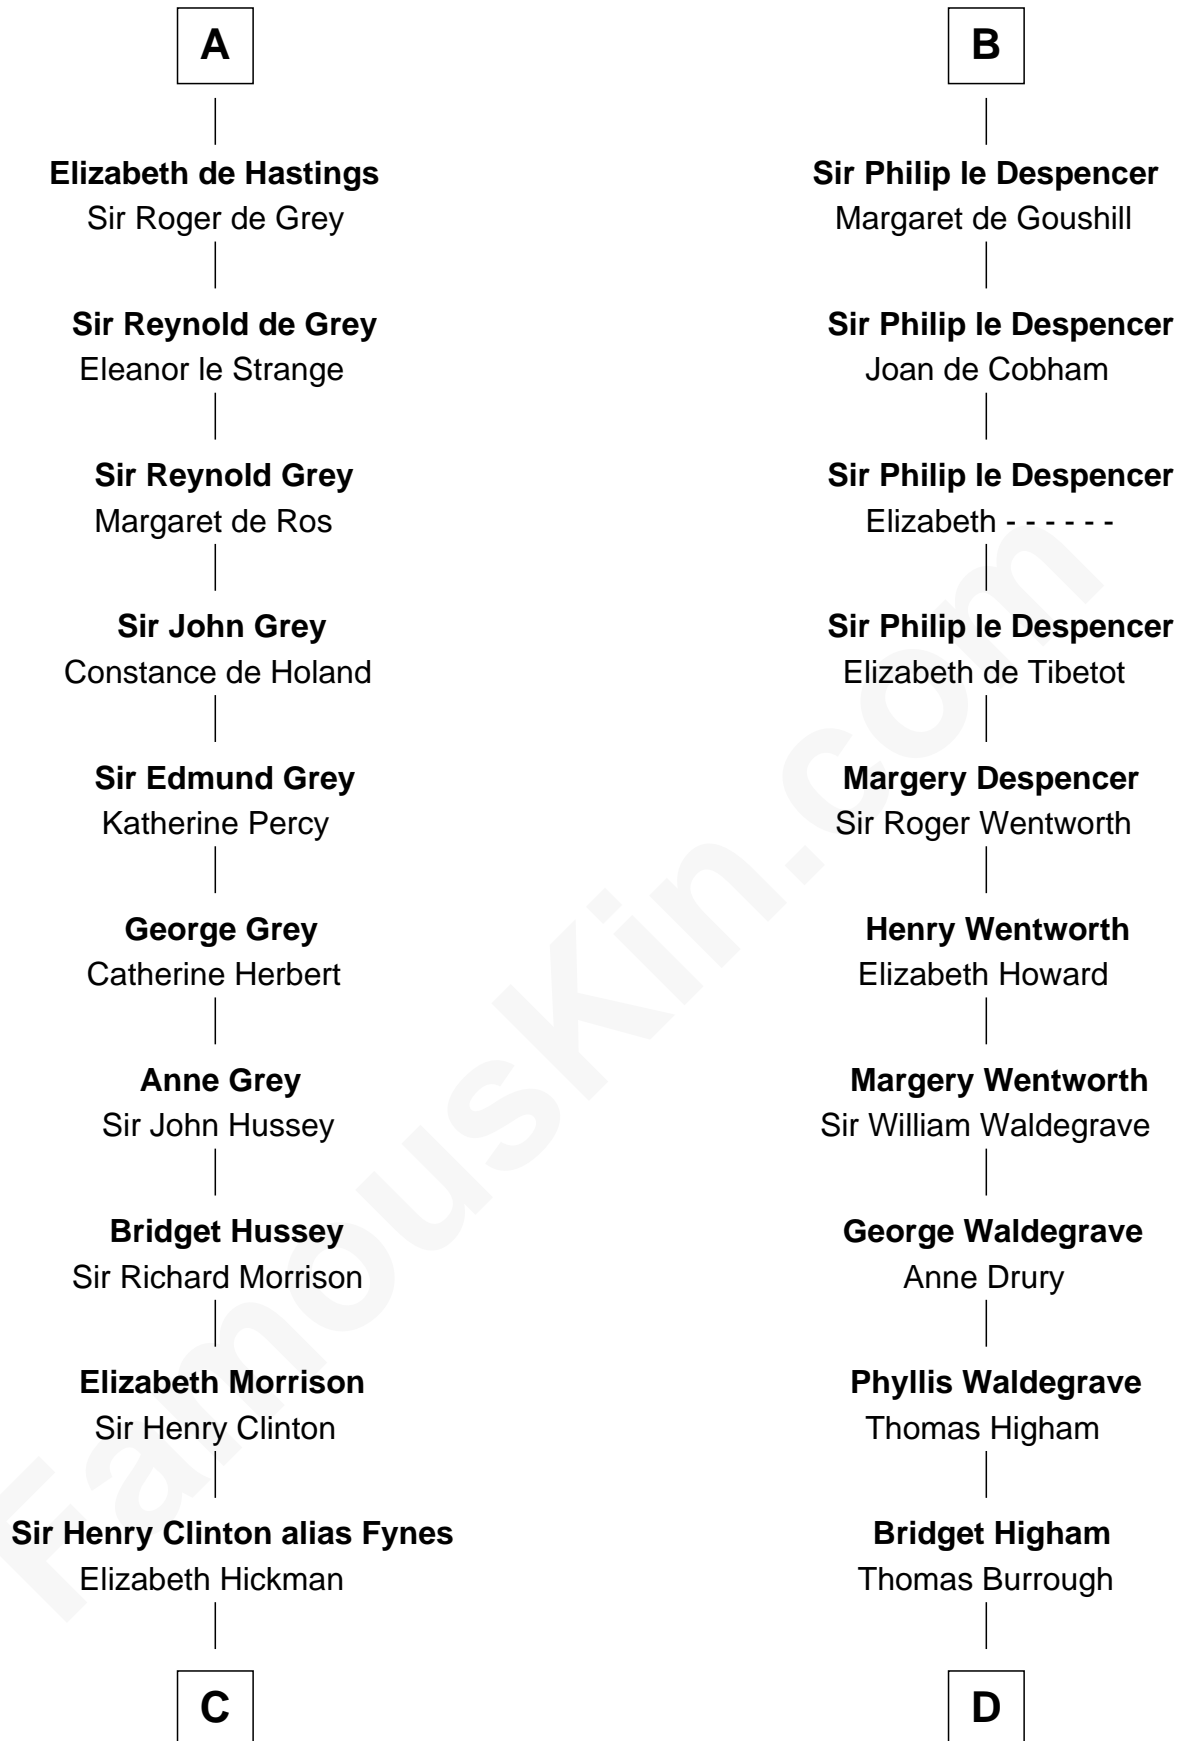 A
Elizabeth de Hastings
Sir Roger de Grey
Sir Reynold de Grey
Eleanor le Strange
Sir Reynold Grey
Margaret de Ros
Sir John Grey
Constance de Holand
Sir Edmund Grey
Katherine Percy
George Grey
Catherine Herbert
Anne Grey
Sir John Hussey
Bridget Hussey
Sir Richard Morrison
Elizabeth Morrison
Sir Henry Clinton
Sir Henry Clinton alias Fynes
Elizabeth Hickman
C
B
Sir Philip le Despencer
Margaret de Goushill
Sir Philip le Despencer
Joan de Cobham
Sir Philip le Despencer
Elizabeth - - - - - -
Sir Philip le Despencer
Elizabeth de Tibetot
Margery Despencer
Sir Roger Wentworth
Henry Wentworth
Elizabeth Howard
Margery Wentworth
Sir William Waldegrave
George Waldegrave
Anne Drury
Phyllis Waldegrave
Thomas Higham
Bridget Higham
Thomas Burrough
D
FamousKin.com